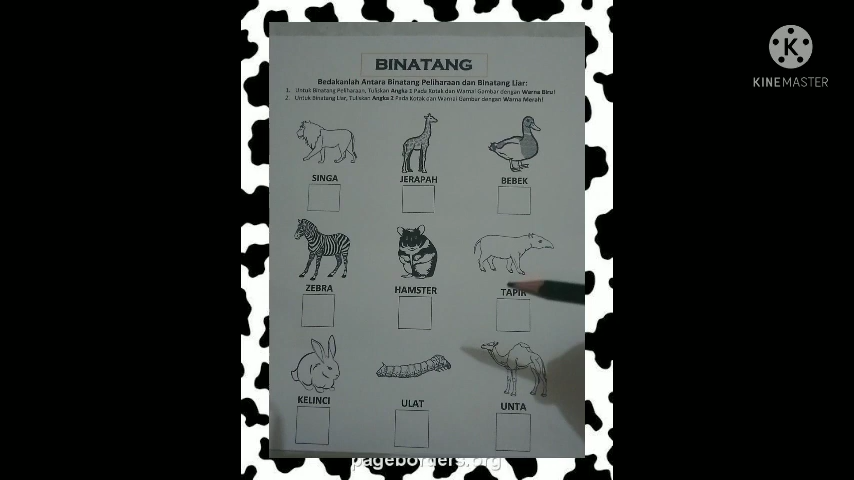 BINATANG
Bedakanlah Antara Binatang Peliharaan dan Binatang Liar:
1. Untuk Binatang Peliharaan, Tuliskan Angka 1 Pada Kotak dan Warnai Gambar dengan Warna Biru!
2. Untuk Binatang Liar, Tuliskan Angka 2 Pada Kotak dan Warnai Gambar dengan Warna Merah!
SINGA
JERAPAH
BEBEK
ZEBRA
HAMSTER
TAPIR
KELINCI
ULAT
UNTA
pageborders.org
KINEMASTER